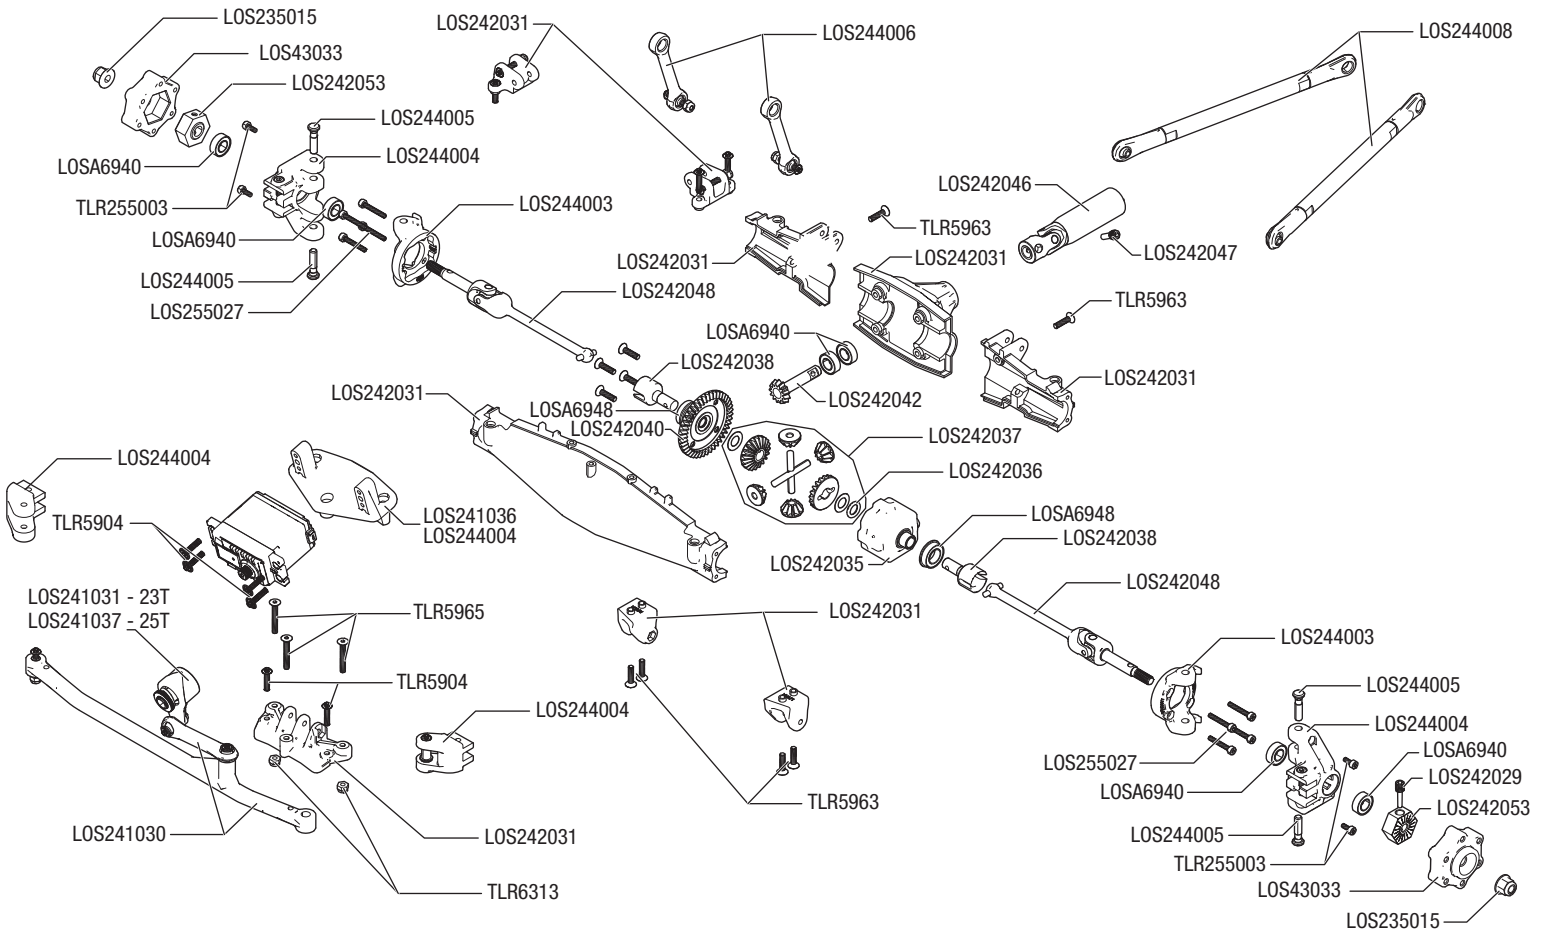 LOS235015
LOS43033
LOS242053
LOS244005
LOSA6940
LOS244004
TLR255003
LOSA6940
LOS244003
LOS244005
LOS255027
LOS242048
LOS242031
LOS244006
LOS244008
LOS242046
TLR5963
LOS242047
LOS242031
LOS242031
TLR5963
LOSA6940
LOS242038
LOS242031
LOS242031
LOS242042
LOSA6948
LOS242040
LOS242037
LOS242036
LOS244004
TLR5904
LOS241036
LOS244004
LOSA6948
LOS242038
LOS242035
LOS242048
LOS241031 - 23T
LOS241037 - 25T
TLR5965
LOS242031
LOS244003
TLR5904
LOS244004
LOS244005
LOS244004
LOSA6940
LOS255027
LOS242029
LOSA6940
TLR5963
LOS242053
LOS241030
LOS242031
LOS244005
TLR255003
TLR6313
LOS43033
LOS235015